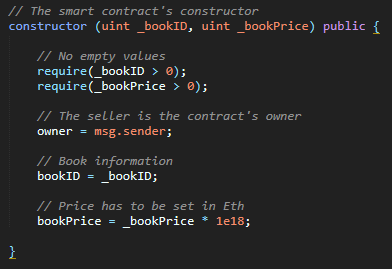 // The smart contract's constructor
constructor (uint _bookID, uint _bookPrice) public {
// No empty values
require(_bookID > 0);
require(_bookPrice > 0);
// The seller is the contract's owner
owner = msg.sender;
// Book information
bookID = _bookID;
// Price has to be set in Eth
bookPrice = _bookPrice * 1e18;
}